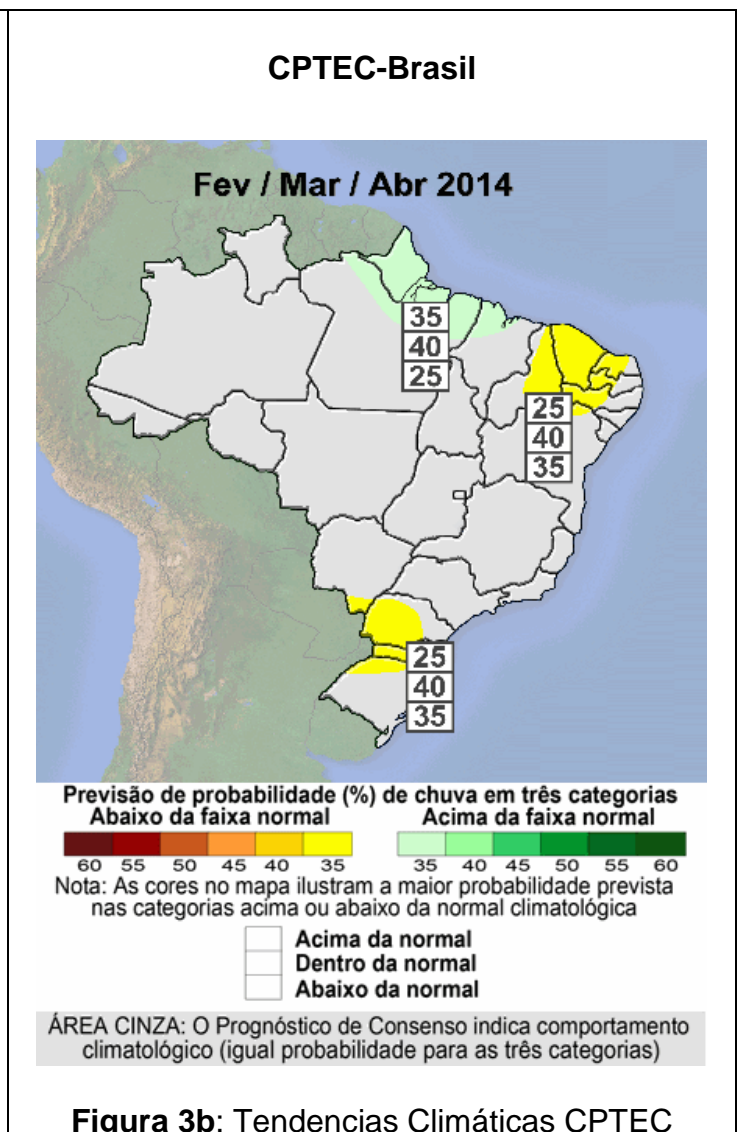 CPTEC-Brasil
Fev / Mar / Abr 2014
35
40
25
25
40
35
25
40
35
Previsão de probabilidade (%) de chuva em três categorias
Abaixo da faixa normal Acima da faixa normal
60 55 50 45 40 35 35 40 45 50 55 60
Nota: As cores no mapa ilustram a maior probabilidade prevista
nas categorias acima ou abaixo da normal climatológica
Acima da normal
Dentro da normal
Abaixo da normal
ÁREA CINZA: O Prognóstico de Consenso indica comportamento
climatológico (igual probabilidade para as três categorias)
Figura 3b: Tendencias Climáticas CPTEC